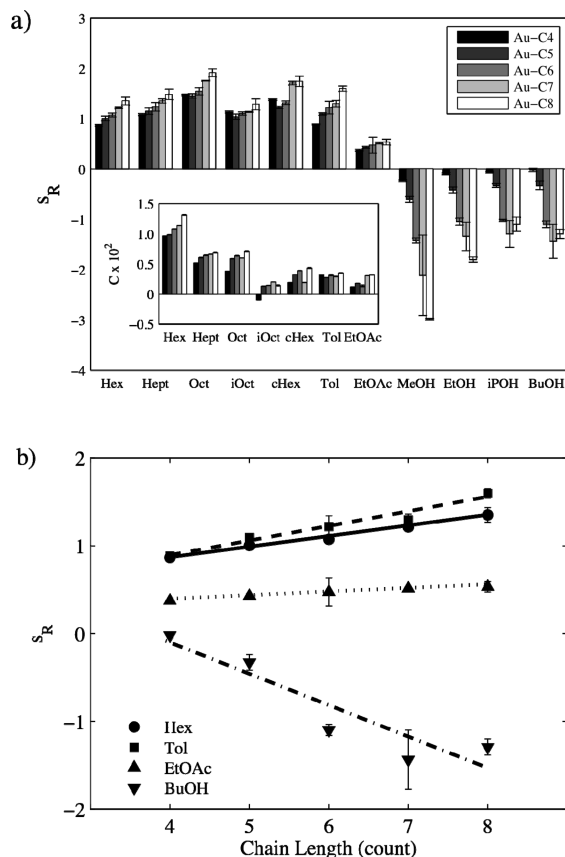 a)
3
2
1
0
-1
-2
-3
-4
S_R
Au-C4
Au-C5
Au-C6
Au-C7
Au-C8
C x 10^2
1.5
1.0
0.5
0
-0.5
Hex Hept Oct iOct cHex Tol EtOAc
Hex Hept Oct iOct cHex Tol EtOAc MeOH EtOH iPOH BuOH
b)
2
1
0
-1
-2
S_R
Hex
Tol
EtOAc
BuOH
4 5 6 7 8
Chain Length (count)